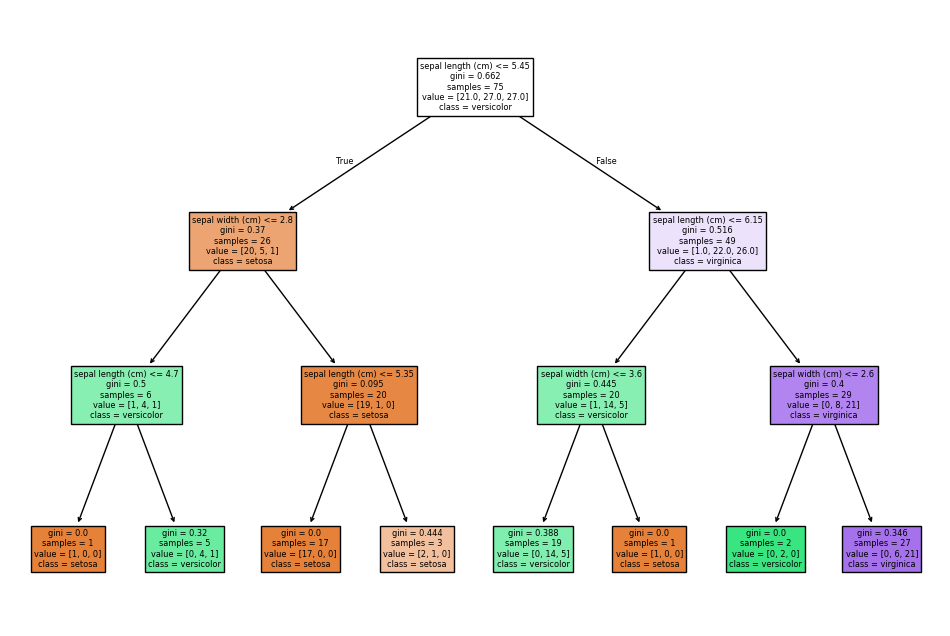 sepal length (cm) <= 5.45
gini = 0.662
samples = 75
value = [21.0, 27.0, 27.0]
class = versicolor
True
False
sepal width (cm) <= 2.8
gini = 0.37
samples = 26
value = [20, 5, 1]
class = setosa
sepal length (cm) <= 6.15
gini = 0.516
samples = 49
value = [1.0, 22.0, 26.0]
class = virginica
sepal length (cm) <= 4.7
gini = 0.5
samples = 6
value = [1, 4, 1]
class = versicolor
sepal length (cm) <= 5.35
gini = 0.095
samples = 20
value = [19, 1, 0]
class = setosa
sepal width (cm) <= 3.6
gini = 0.445
samples = 20
value = [1, 14, 5]
class = versicolor
sepal width (cm) <= 2.6
gini = 0.4
samples = 29
value = [0, 8, 21]
class = virginica
gini = 0.0
samples = 1
value = [1, 0, 0]
class = setosa
gini = 0.32
samples = 5
value = [0, 4, 1]
class = versicolor
gini = 0.0
samples = 17
value = [17, 0, 0]
class = setosa
gini = 0.444
samples = 3
value = [2, 1, 0]
class = setosa
gini = 0.388
samples = 19
value = [0, 14, 5]
class = versicolor
gini = 0.0
samples = 1
value = [1, 0, 0]
class = setosa
gini = 0.0
samples = 2
value = [0, 2, 0]
class = versicolor
gini = 0.346
samples = 27
value = [0, 6, 21]
class = virginica